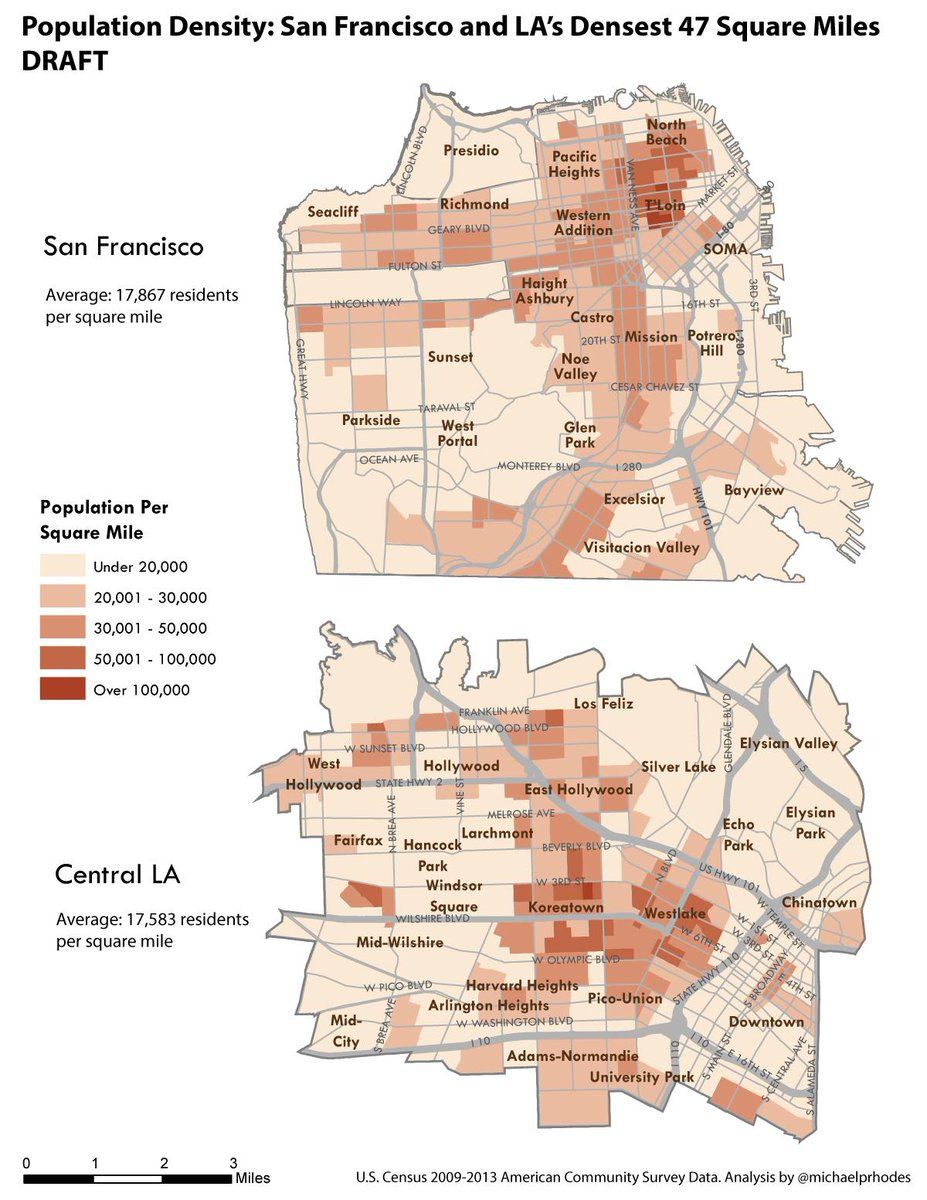 Population Density: San Francisco and LA's Densest 47 Square Miles
DRAFT
San Francisco
Average: 17,867 residents
per square mile
Presidio
LINCOLN BLVD
North
Beach
Pacific
Heights
VAN NESS AVE
Seacliff
Richmond
T'Loin
MARKET ST
Western
Addition
GEARY BLVD
I-80
SOMA
FULTON ST
Haight
Ashbury
LINCOLN WAY
16TH ST
3RD ST
Castro
20TH ST
Mission
Potrero
Hill
I-280
GREAT HWY
Sunset
Noe
Valley
CESAR CHAVEZ ST
TARAVAL ST
Parkside
West
Portal
Glen
Park
OCEAN AVE
MONTEREY BLVD
I 280
Excelsior
HWY 101
Bayview
Visitacion Valley
Population Per
Square Mile
Under 20,000
20,001 - 30,000
30,001 - 50,000
50,001 - 100,000
Over 100,000
Central LA
Average: 17,583 residents
per square mile
Los Feliz
FRANKLIN AVE
HOLLYWOOD BLVD
W SUNSET BLVD
GLENDALE BLVD
Elysian Valley
I 5
West
Hollywood
Hollywood
STATE HWY 2
Silver Lake
East Hollywood
N BREA AVE
VINE ST
MELROSE AVE
Elysian
Park
Echo
Park
Fairfax
Larchmont
Hancock
Park
BEVERLY BLVD
N BLVD
US HWY 101
W 3RD ST
Windsor
Square
Koreatown
Westlake
Chinatown
WILSHIRE BLVD
W TEMPLE ST
W 1ST ST
W 3RD ST
W 6TH ST
Mid-Wilshire
W OLYMPIC BLVD
STATE HWY 110
S BROADWAY
E 4TH ST
W PICO BLVD
Harvard Heights
Arlington Heights
Pico-Union
Mid-
City
S BREA AVE
W WASHINGTON BLVD
Downtown
I 10
I 10
E 16TH ST
Adams-Normandie
University Park
I 110
S MAIN ST
S CENTRAL AVE
S ALAMEDA ST
0 1 2 3
Miles
U.S. Census 2009-2013 American Community Survey Data. Analysis by @michaelprhodes